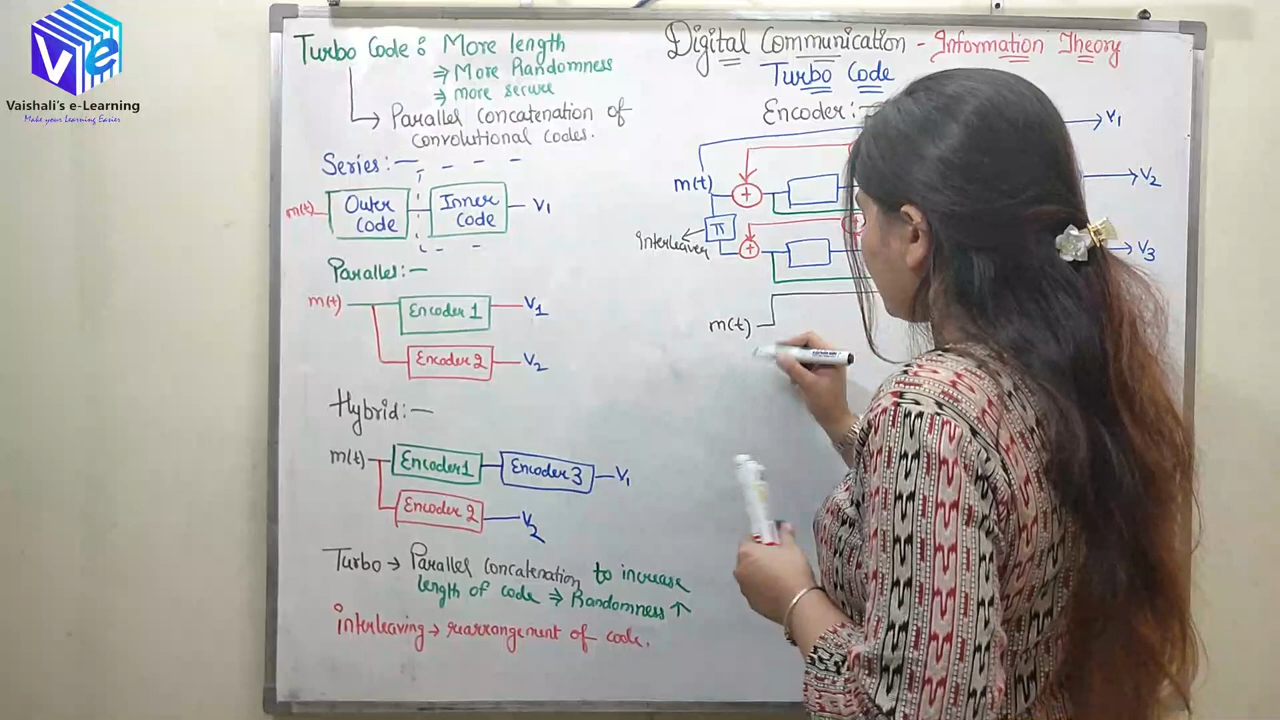 Ve
Vaishali's e-Learning
Make your Learning Easier
Turbo Code : More length
⇒ More Randomness
⇒ more secure
→ Parallel concatenation of
convolutional codes.
Series:-
m(t)
Outer
Code
Inner
Code
V1
Parallel:-
m(t)
Encoder 1
V1
Encoder 2
V2
Hybrid:-
m(t)
Encoder1
Encoder 3
V1
Encoder 2
V2
Turbo → Parallel concatenation to increase
length of code ⇒ Randomness ↑
interleaving → rearrangement of code.
Digital Communication - Information Theory
Turbo Code
Encoder:-
V1
m(t)
+
V2
π
Interleaver
+
V3
m(t)